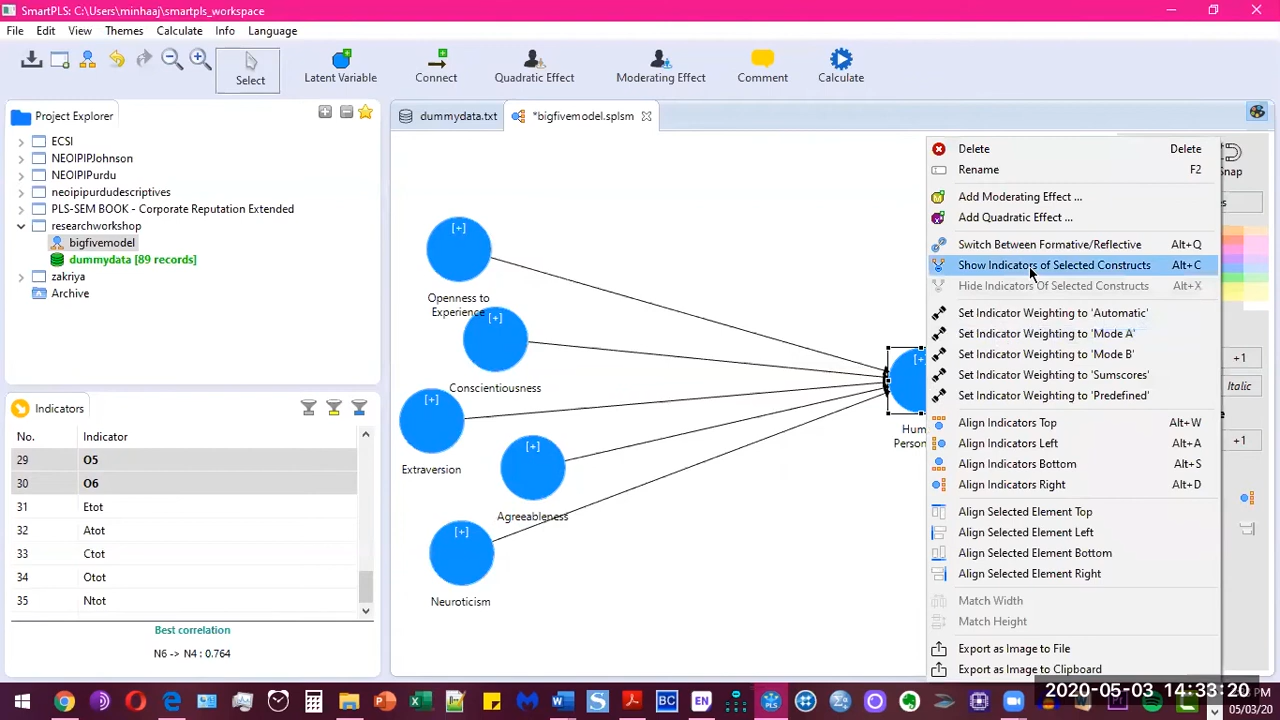 SmartPLS: C:\Users\minhaaj\smartpls_workspace
File Edit View Themes Calculate Info Language
Select
Latent Variable
Connect
Quadratic Effect
Moderating Effect
Comment
Calculate
Project Explorer
ECSI
NEOIPIPJohnson
NEOIPIPurdu
neoipipurdudescriptives
PLS-SEM BOOK - Corporate Reputation Extended
researchworkshop
bigfivemodel
dummydata [89 records]
zakriya
Archive
Indicators
No. Indicator
29 O5
30 O6
31 Etot
32 Atot
33 Ctot
34 Otot
35 Ntot
Best correlation
N6 -> N4 : 0.764
dummydata.txt
*bigfivemodel.splsm
[+]
Openness to
Experience
[+]
Conscientiousness
[+]
Extraversion
[+]
Agreeableness
[+]
Neuroticism
Delete Delete
Rename F2
Add Moderating Effect ...
Add Quadratic Effect ...
Switch Between Formative/Reflective Alt+Q
Show Indicators of Selected Constructs Alt+C
Hide Indicators Of Selected Constructs Alt+X
Set Indicator Weighting to 'Automatic'
Set Indicator Weighting to 'Mode A'
Set Indicator Weighting to 'Mode B'
Set Indicator Weighting to 'Sumscores'
Set Indicator Weighting to 'Predefined'
Align Indicators Top Alt+W
Align Indicators Left Alt+A
Align Indicators Bottom Alt+S
Align Indicators Right Alt+D
Align Selected Element Top
Align Selected Element Left
Align Selected Element Bottom
Align Selected Element Right
Match Width
Match Height
Export as Image to File
Export as Image to Clipboard
+1
Italic
+1
BC
EN
PLS
2020-05-03 14:33:20
05/03/20